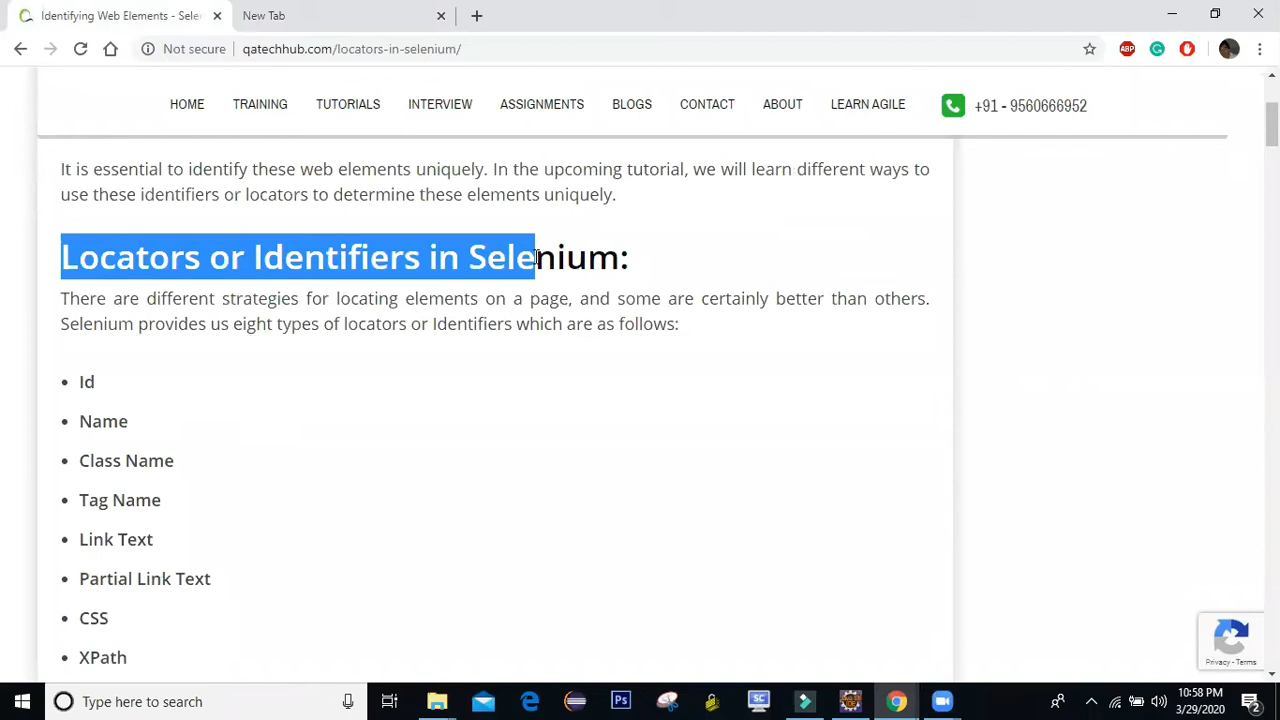 Identifying Web Elements - Sele
New Tab
Not secure
qatechhub.com/locators-in-selenium/
ABP
HOME
TRAINING
TUTORIALS
INTERVIEW
ASSIGNMENTS
BLOGS
CONTACT
ABOUT
LEARN AGILE
+91 - 9560666952
It is essential to identify these web elements uniquely. In the upcoming tutorial, we will learn different ways to
use these identifiers or locators to determine these elements uniquely.
Locators or Identifiers in Selenium:
There are different strategies for locating elements on a page, and some are certainly better than others.
Selenium provides us eight types of locators or Identifiers which are as follows:
• Id
• Name
• Class Name
• Tag Name
• Link Text
• Partial Link Text
• CSS
• XPath
Privacy - Terms
Type here to search
Ps
SC
10:58 PM
3/29/2020
2